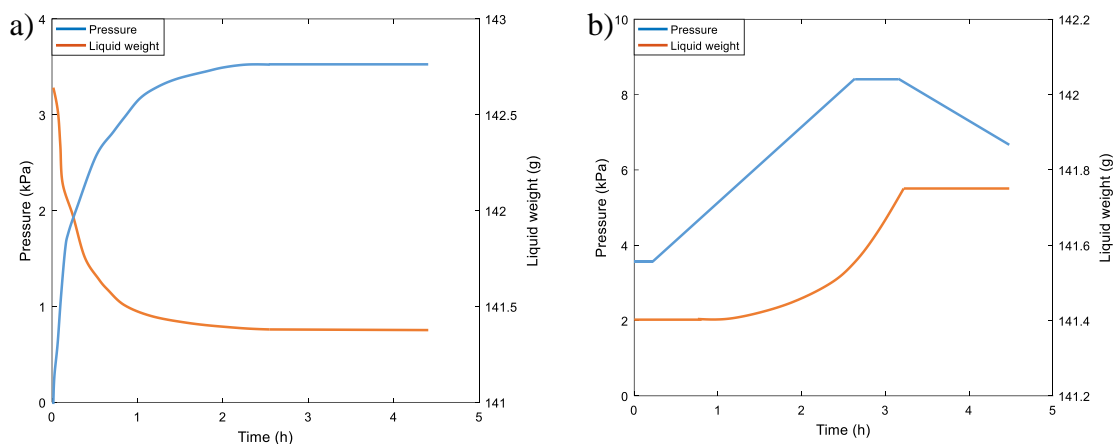 a)
Pressure
Liquid weight
4
3
2
1
0
Pressure (kPa)
143
142.5
142
141.5
141
Liquid weight (g)
0 1 2 3 4 5
Time (h)
b)
Pressure
Liquid weight
10
8
6
4
2
0
Pressure (kPa)
142.2
142
141.8
141.6
141.4
141.2
Liquid weight (g)
0 1 2 3 4 5
Time (h)